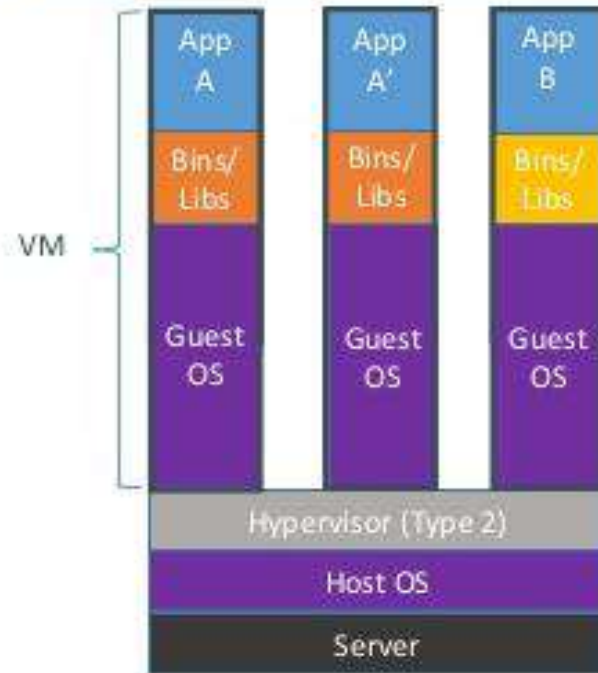 App
A
App
A'
App
B
Bins/
Libs
Bins/
Libs
Bins/
Libs
VM
Guest
OS
Guest
OS
Guest
OS
Hypervisor (Type 2)
Host OS
Server